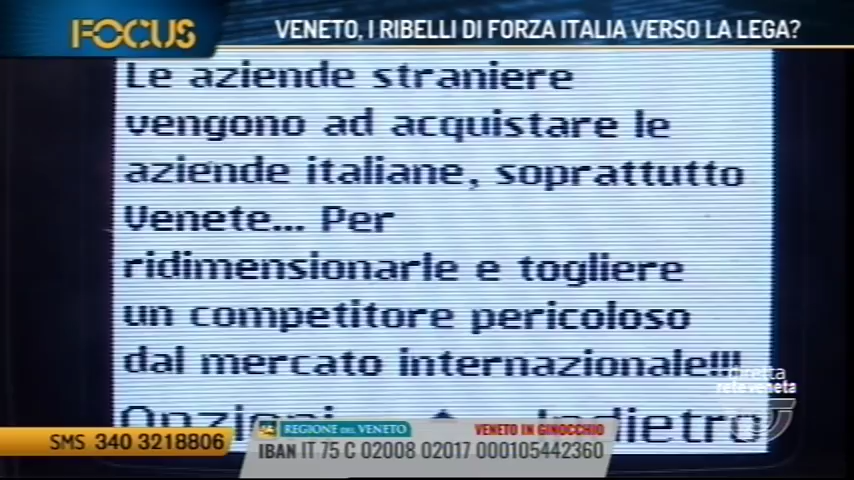 FOCUS
VENETO, I RIBELLI DI FORZA ITALIA VERSO LA LEGA?
Le aziende straniere
vengono ad acquistare le
aziende italiane, soprattutto
Venete... Per
ridimensionarle e togliere
un competitore pericoloso
dal mercato internazionale!!!
diretta
reteveneta
Opzioni Indietro
SMS 340 3218806
REGIONE DEL VENETO VENETO IN GINOCCHIO
IBAN IT 75 C 02008 02017 000105442360